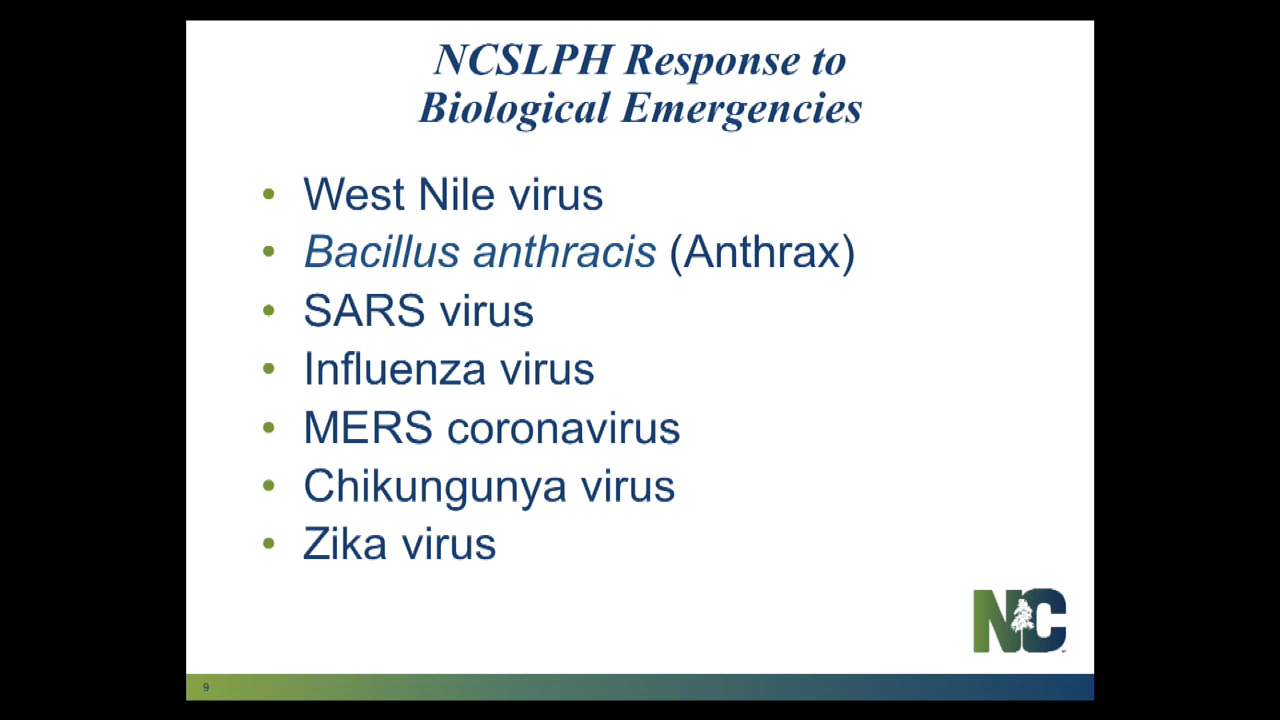 NCSLPH Response to
Biological Emergencies
• West Nile virus
• Bacillus anthracis (Anthrax)
• SARS virus
• Influenza virus
• MERS coronavirus
• Chikungunya virus
• Zika virus
NC
9